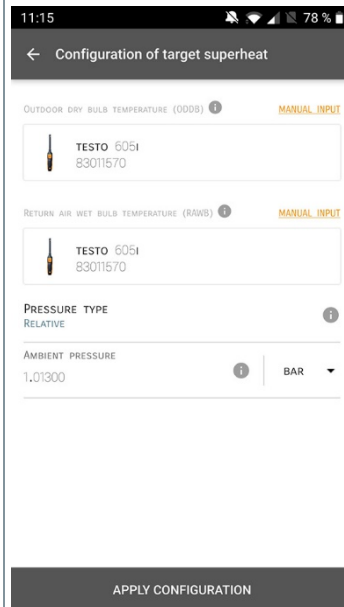 11:15 78 %
← Configuration of target superheat
OUTDOOR DRY BULB TEMPERATURE (ODDB) i MANUAL INPUT
TESTO 605I
83011570
RETURN AIR WET BULB TEMPERATURE (RAWB) i MANUAL INPUT
TESTO 605I
83011570
PRESSURE TYPE i
RELATIVE
AMBIENT PRESSURE
1.01300 i BAR
APPLY CONFIGURATION